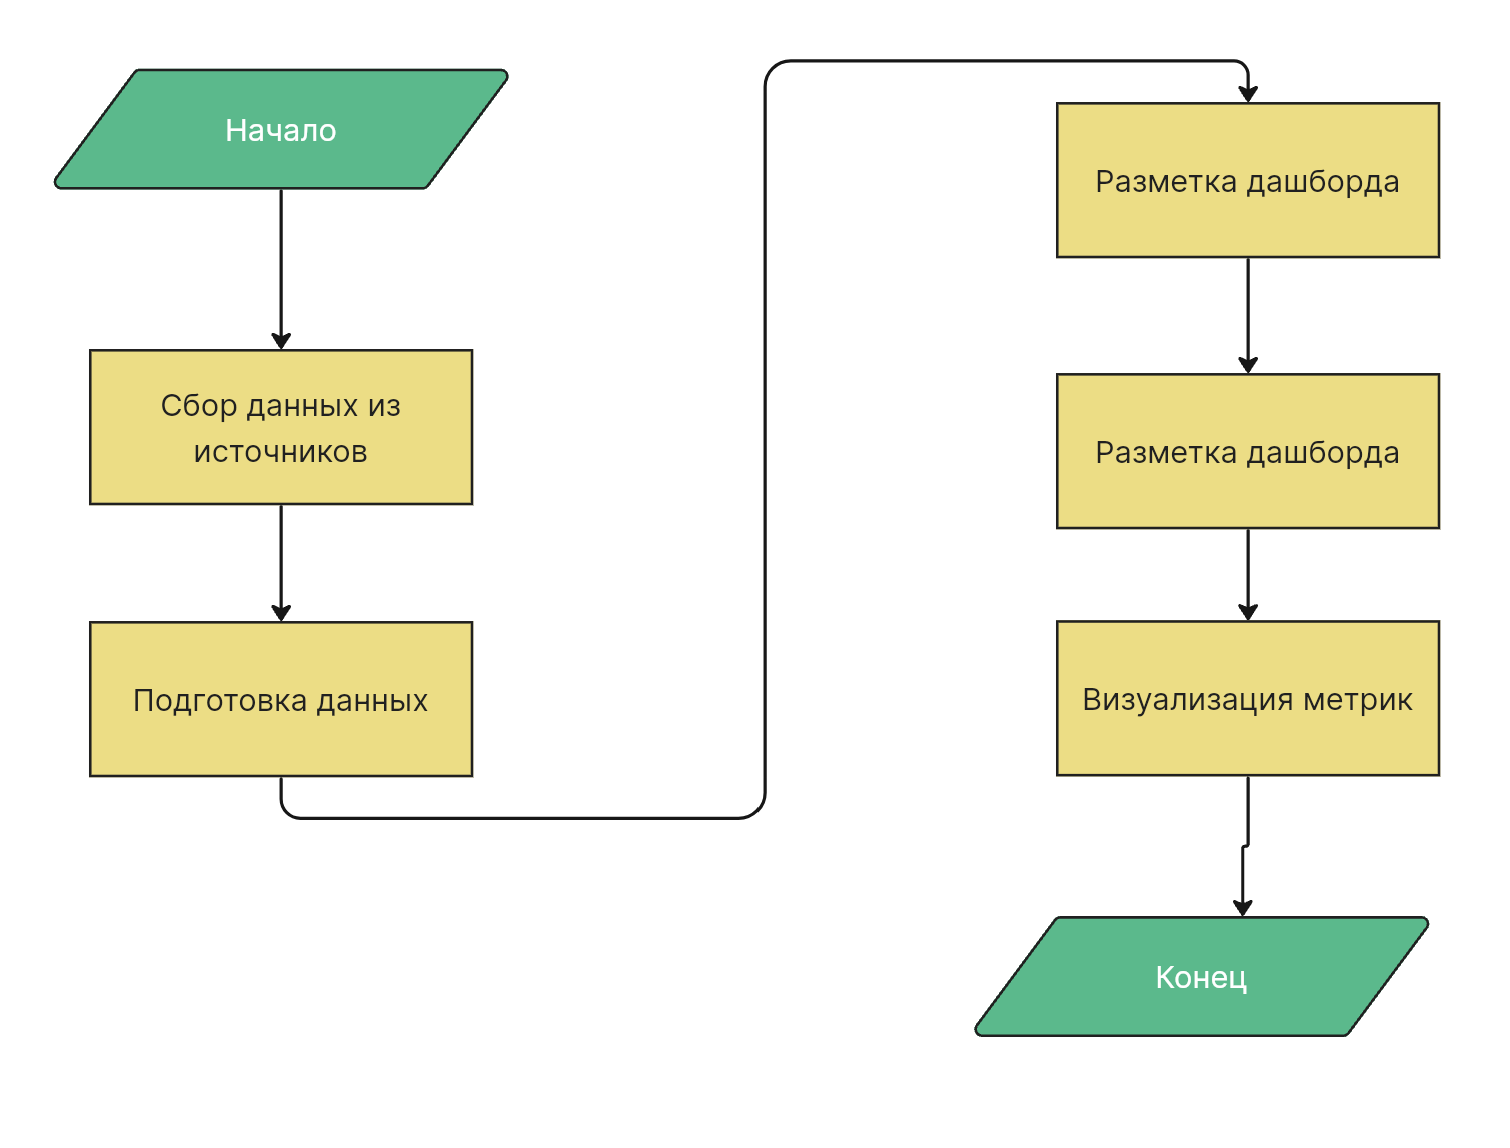 Начало
Сбор данных из
источников
Подготовка данных
Разметка дашборда
Разметка дашборда
Визуализация метрик
Конец